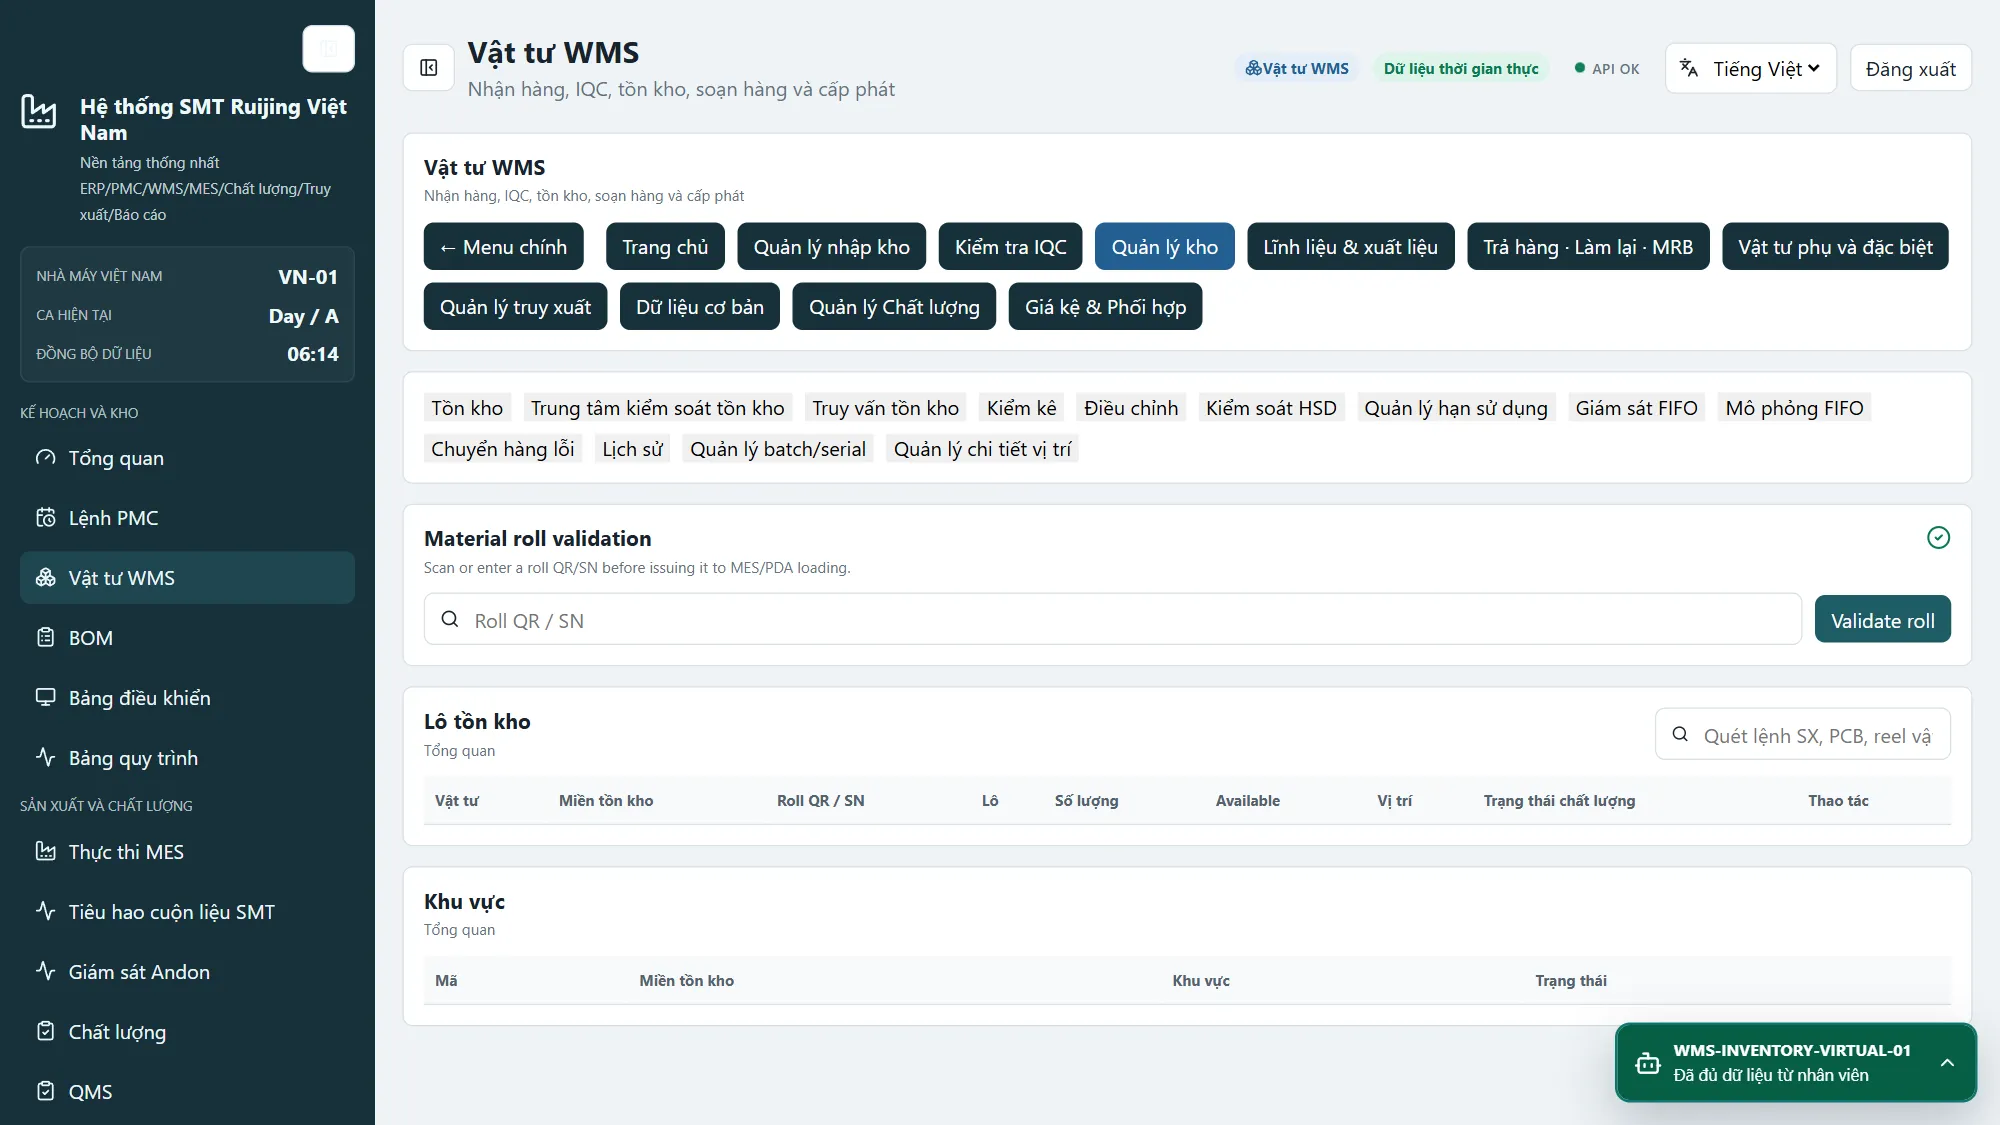 Hệ thống SMT Ruijing Việt
Nam
Nền tảng thống nhất
ERP/PMC/WMS/MES/Chất lượng/Truy
xuất/Báo cáo
NHÀ MÁY VIỆT NAM VN-01
CA HIỆN TẠI Day / A
ĐỒNG BỘ DỮ LIỆU 06:14
KẾ HOẠCH VÀ KHO
Tổng quan
Lệnh PMC
Vật tư WMS
BOM
Bảng điều khiển
Bảng quy trình
SẢN XUẤT VÀ CHẤT LƯỢNG
Thực thi MES
Tiêu hao cuộn liệu SMT
Giám sát Andon
Chất lượng
QMS
Vật tư WMS
Nhận hàng, IQC, tồn kho, soạn hàng và cấp phát
Vật tư WMS Dữ liệu thời gian thực API OK Tiếng Việt Đăng xuất
Vật tư WMS
Nhận hàng, IQC, tồn kho, soạn hàng và cấp phát
← Menu chính Trang chủ Quản lý nhập kho Kiểm tra IQC Quản lý kho Lĩnh liệu & xuất liệu Trả hàng · Làm lại · MRB Vật tư phụ và đặc biệt
Quản lý truy xuất Dữ liệu cơ bản Quản lý Chất lượng Giá kệ & Phối hợp
Tồn kho Trung tâm kiểm soát tồn kho Truy vấn tồn kho Kiểm kê Điều chỉnh Kiểm soát HSD Quản lý hạn sử dụng Giám sát FIFO Mô phỏng FIFO
Chuyển hàng lỗi Lịch sử Quản lý batch/serial Quản lý chi tiết vị trí
Material roll validation
Scan or enter a roll QR/SN before issuing it to MES/PDA loading.
Roll QR / SN Validate roll
Lô tồn kho
Tổng quan
Quét lệnh SX, PCB, reel vậ
Vật tư Miền tồn kho Roll QR / SN Lô Số lượng Available Vị trí Trạng thái chất lượng Thao tác
Khu vực
Tổng quan
Mã Miền tồn kho Khu vực Trạng thái
WMS-INVENTORY-VIRTUAL-01
Đã đủ dữ liệu từ nhân viên